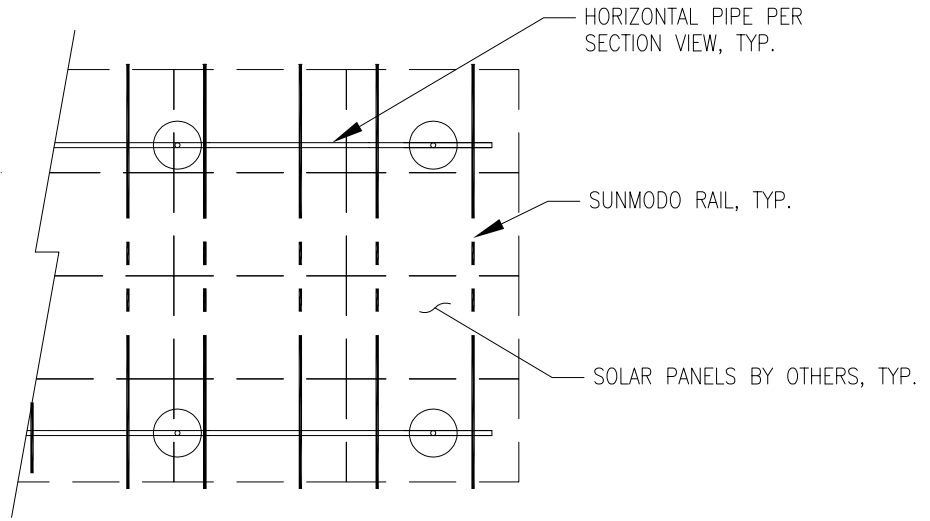 HORIZONTAL PIPE PER
SECTION VIEW, TYP.
SUNMODO RAIL, TYP.
SOLAR PANELS BY OTHERS, TYP.